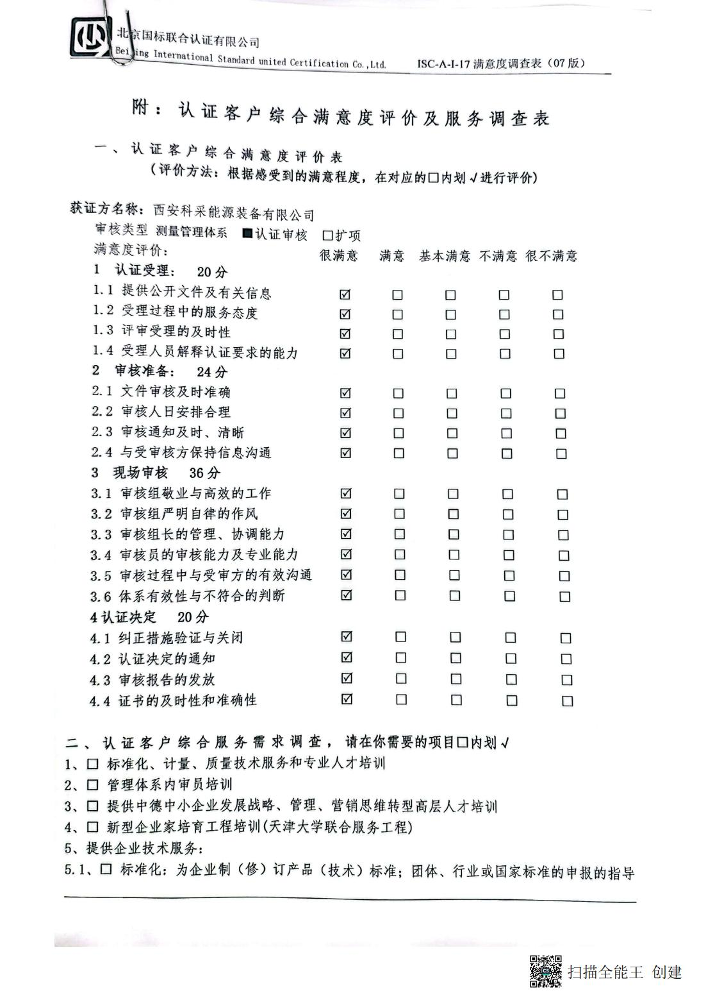 北京国标联合认证有限公司
Beijing International Standard united Certification Co.,Ltd. ISC-A-I-17 满意度调查表（07 版）
附：认证客户综合满意度评价及服务调查表
一、认证客户综合满意度评价表
(评价方法：根据感受到的满意程度，在对应的□内划√进行评价)
获证方名称：西安科采能源装备有限公司
审核类型 测量管理体系 ■认证审核 □扩项
满意度评价： 很满意 满意 基本满意 不满意 很不满意
1 认证受理： 20 分
1.1 提供公开文件及有关信息 ☑ □ □ □ □
1.2 受理过程中的服务态度 ☑ □ □ □ □
1.3 评审受理的及时性 ☑ □ □ □ □
1.4 受理人员解释认证要求的能力 ☑ □ □ □ □
2 审核准备： 24 分
2.1 文件审核及时准确 ☑ □ □ □ □
2.2 审核人日安排合理 ☑ □ □ □ □
2.3 审核通知及时、清晰 ☑ □ □ □ □
2.4 与受审核方保持信息沟通 ☑ □ □ □ □
3 现场审核 36 分
3.1 审核组敬业与高效的工作 ☑ □ □ □ □
3.2 审核组严明自律的作风 ☑ □ □ □ □
3.3 审核组长的管理、协调能力 ☑ □ □ □ □
3.4 审核员的审核能力及专业能力 ☑ □ □ □ □
3.5 审核过程中与受审方的有效沟通 ☑ □ □ □ □
3.6 体系有效性与不符合的判断 ☑ □ □ □ □
4 认证决定 20 分
4.1 纠正措施验证与关闭 ☑ □ □ □ □
4.2 认证决定的通知 ☑ □ □ □ □
4.3 审核报告的发放 ☑ □ □ □ □
4.4 证书的及时性和准确性 ☑ □ □ □ □
二、认证客户综合服务需求调查，请在你需要的项目□内划√
1、□ 标准化、计量、质量技术服务和专业人才培训
2、□ 管理体系内审员培训
3、□ 提供中德中小企业发展战略、管理、营销思维转型高层人才培训
4、□ 新型企业家培育工程培训(天津大学联合服务工程)
5、提供企业技术服务：
5.1、□ 标准化：为企业制（修）订产品（技术）标准；团体、行业或国家标准的申报的指导
扫描全能王 创建